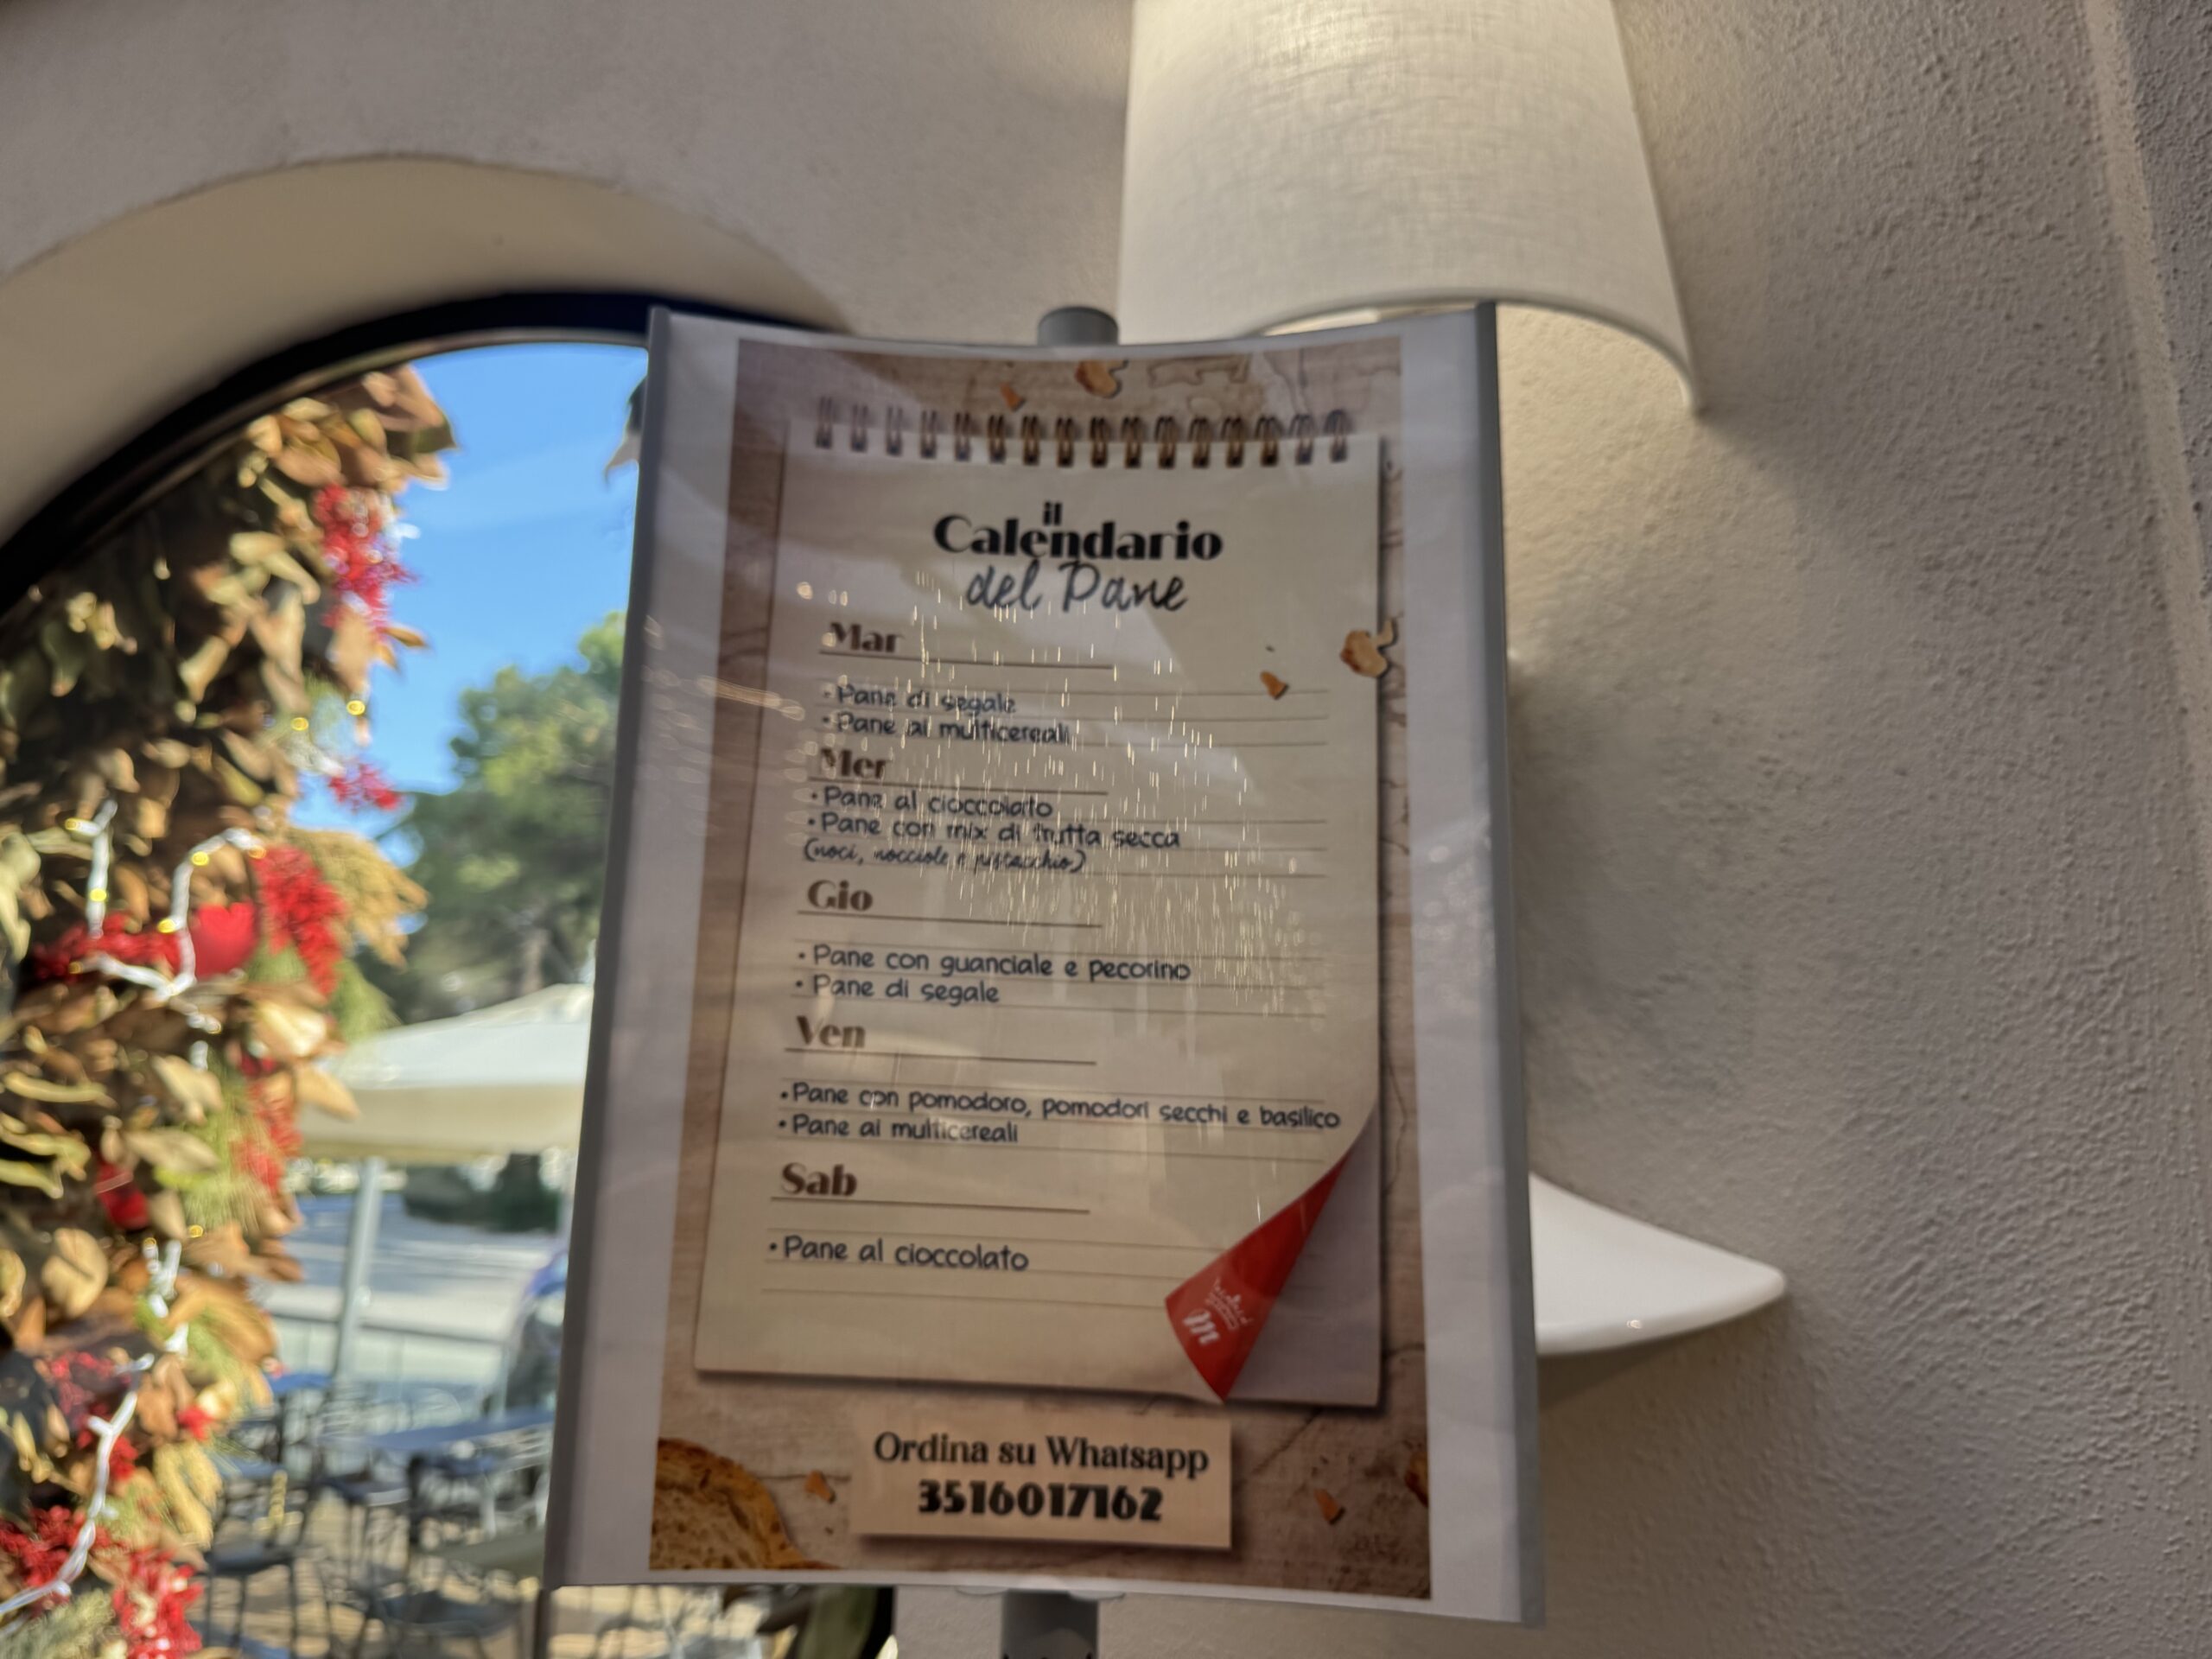 il
Calendario
del Pane
Mar
• Pane di segale
• Pane ai multicereali
Mer
• Pane al cioccolato
• Pane con mix di frutta secca
(noci, nocciole e pistacchio)
Gio
• Pane con guanciale e pecorino
• Pane di segale
Ven
• Pane con pomodoro, pomodori secchi e basilico
• Pane ai multicereali
Sab
• Pane al cioccolato
m
Ordina su Whatsapp
3516017162